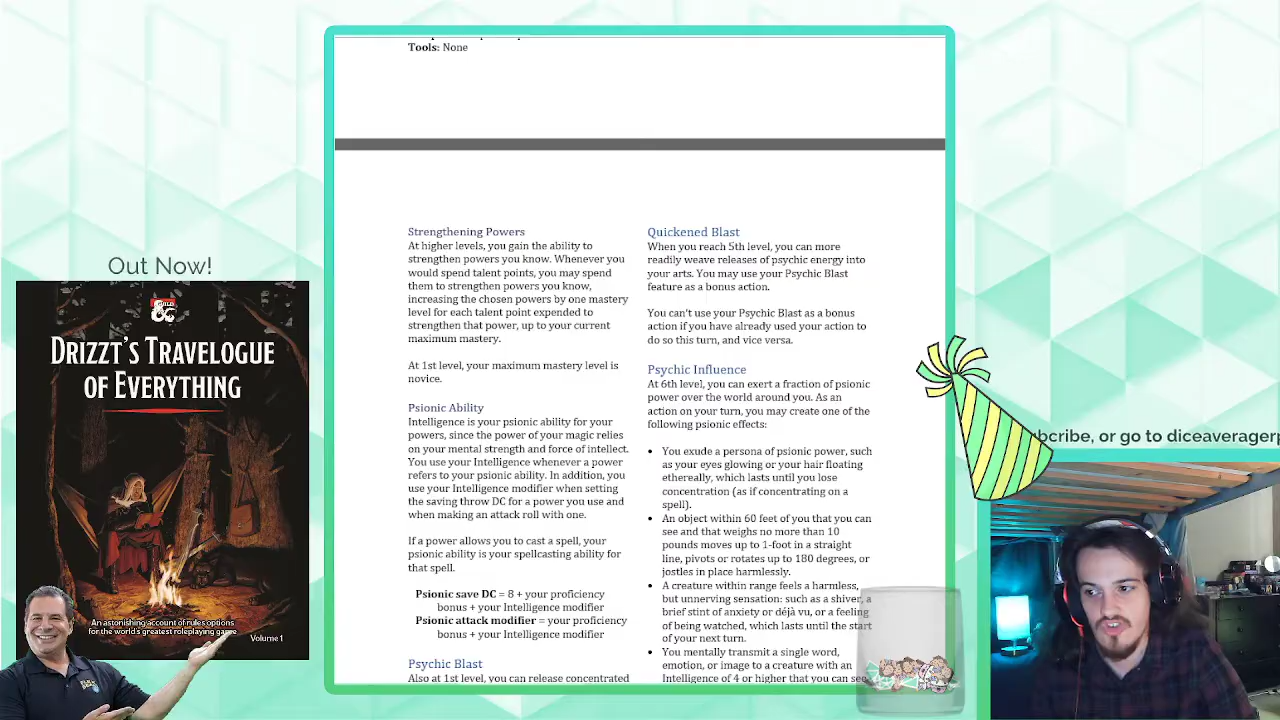 Tools: None
Strengthening Powers
At higher levels, you gain the ability to
strengthen powers you know. Whenever you
would spend talent points, you may spend
them to strengthen powers you know,
increasing the chosen powers by one mastery
level for each talent point expended to
strengthen that power, up to your current
maximum mastery.
At 1st level, your maximum mastery level is
novice.
Psionic Ability
Intelligence is your psionic ability for your
powers, since the power of your magic relies
on your mental strength and force of intellect.
You use your Intelligence whenever a power
refers to your psionic ability. In addition, you
use your Intelligence modifier when setting
the saving throw DC for a power you use and
when making an attack roll with one.
If a power allows you to cast a spell, your
psionic ability is your spellcasting ability for
that spell.
Psionic save DC = 8 + your proficiency
bonus + your Intelligence modifier
Psionic attack modifier = your proficiency
bonus + your Intelligence modifier
Psychic Blast
Also at 1st level, you can release concentrated
Quickened Blast
When you reach 5th level, you can more
readily weave releases of psychic energy into
your arts. You may use your Psychic Blast
feature as a bonus action.
You can't use your Psychic Blast as a bonus
action if you have already used your action to
do so this turn, and vice versa.
Psychic Influence
At 6th level, you can exert a fraction of psionic
power over the world around you. As an
action on your turn, you may create one of the
following psionic effects:
• You exude a persona of psionic power, such
as your eyes glowing or your hair floating
ethereally, which lasts until you lose
concentration (as if concentrating on a
spell).
• An object within 60 feet of you that you can
see and that weighs no more than 10
pounds moves up to 1-foot in a straight
line, pivots or rotates up to 180 degrees, or
jostles in place harmlessly.
• A creature within range feels a harmless,
but unnerving sensation: such as a shiver, a
brief stint of anxiety or déjà vu, or a feeling
of being watched, which lasts until the start
of your next turn.
• You mentally transmit a single word,
emotion, or image to a creature with an
Intelligence of 4 or higher that you can see
Out Now!
DRIZZT'S TRAVELOGUE
OF EVERYTHING
An astonishing account of rules options
for the world's greatest roleplaying game
Volume 1
bcribe, or go to diceaveragerp